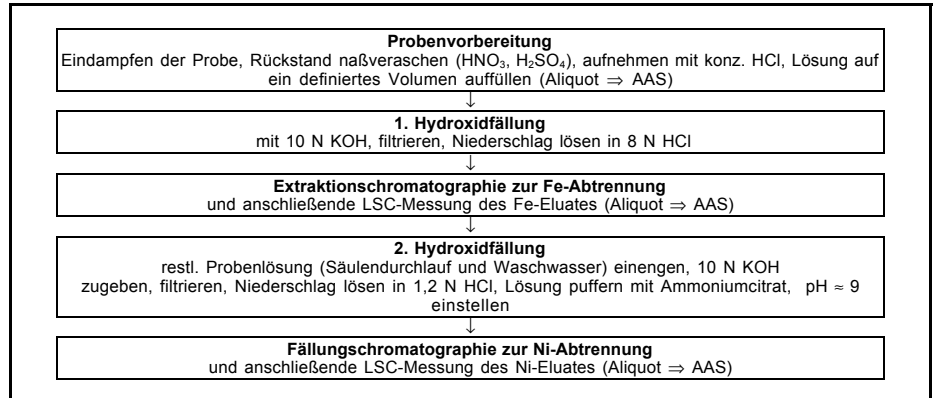 Probenvorbereitung
Eindampfen der Probe, Rückstand naßveraschen (HNO₃, H₂SO₄), aufnehmen mit konz. HCl, Lösung auf
ein definiertes Volumen auffüllen (Aliquot ⇒ AAS)
↓
1. Hydroxidfällung
mit 10 N KOH, filtrieren, Niederschlag lösen in 8 N HCl
↓
Extraktionschromatographie zur Fe-Abtrennung
und anschließende LSC-Messung des Fe-Eluates (Aliquot ⇒ AAS)
↓
2. Hydroxidfällung
restl. Probenlösung (Säulendurchlauf und Waschwasser) einengen, 10 N KOH
zugeben, filtrieren, Niederschlag lösen in 1,2 N HCl, Lösung puffern mit Ammoniumcitrat, pH ≈ 9
einstellen
↓
Fällungschromatographie zur Ni-Abtrennung
und anschließende LSC-Messung des Ni-Eluates (Aliquot ⇒ AAS)